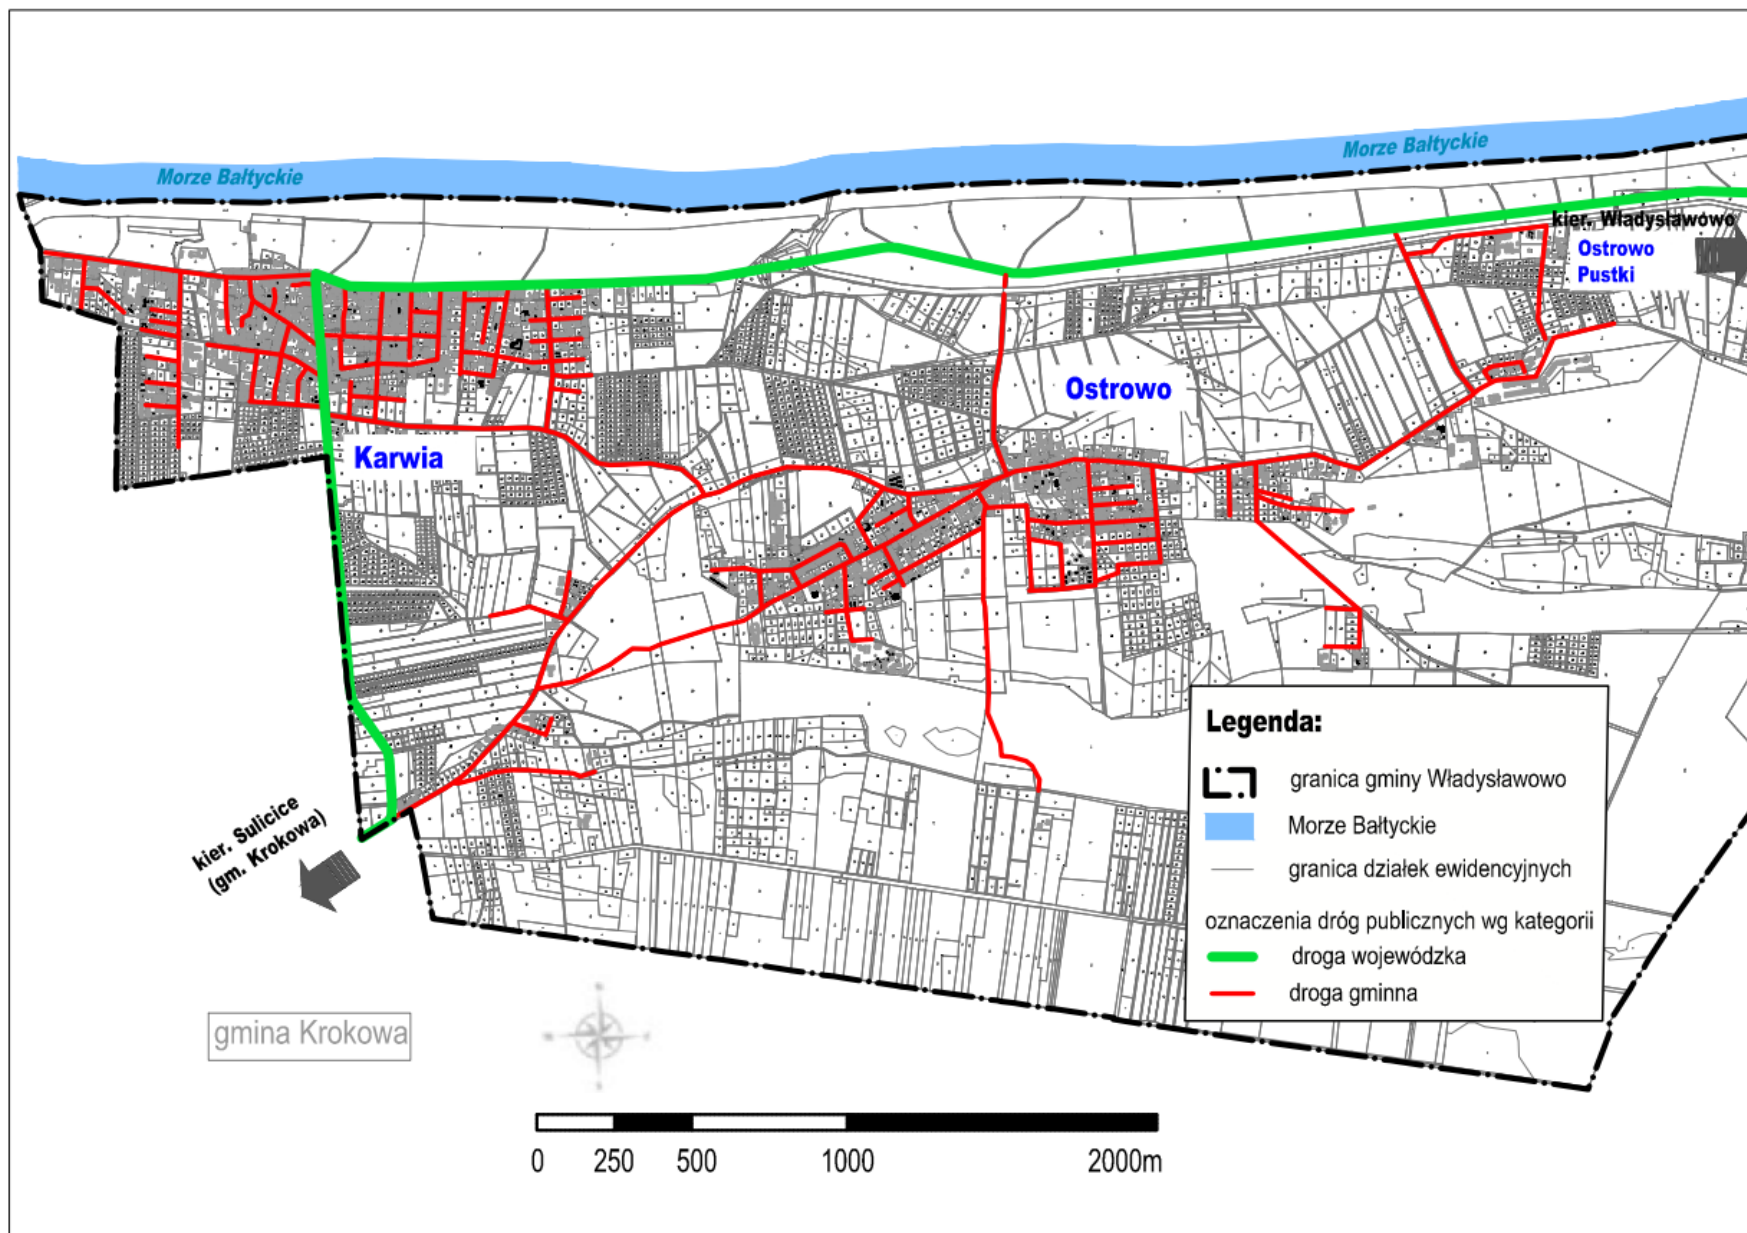 Morze Bałtyckie
Morze Bałtyckie
kier. Władysławowo
Ostrowo
Pustki
Ostrowo
Karwia
kier. Sulicice
(gm. Krokowa)
gmina Krokowa
Legenda:
granica gminy Władysławowo
Morze Bałtyckie
granica działek ewidencyjnych
oznaczenia dróg publicznych wg kategorii
droga wojewódzka
droga gminna
0 250 500 1000 2000m